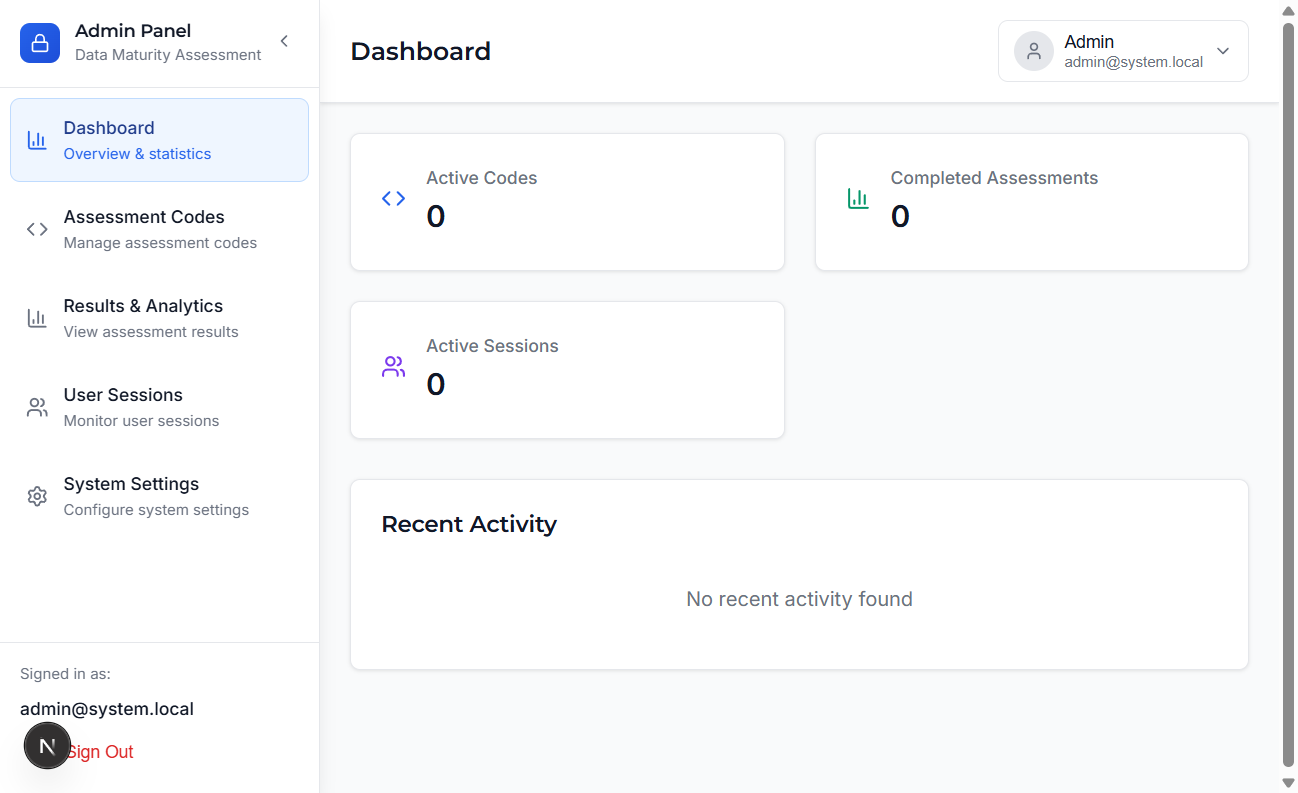 Admin Panel
Data Maturity Assessment
Dashboard
Overview & statistics
Assessment Codes
Manage assessment codes
Results & Analytics
View assessment results
User Sessions
Monitor user sessions
System Settings
Configure system settings
Signed in as:
admin@system.local
N
Sign Out
Dashboard
Admin
admin@system.local
Active Codes
0
Completed Assessments
0
Active Sessions
0
Recent Activity
No recent activity found